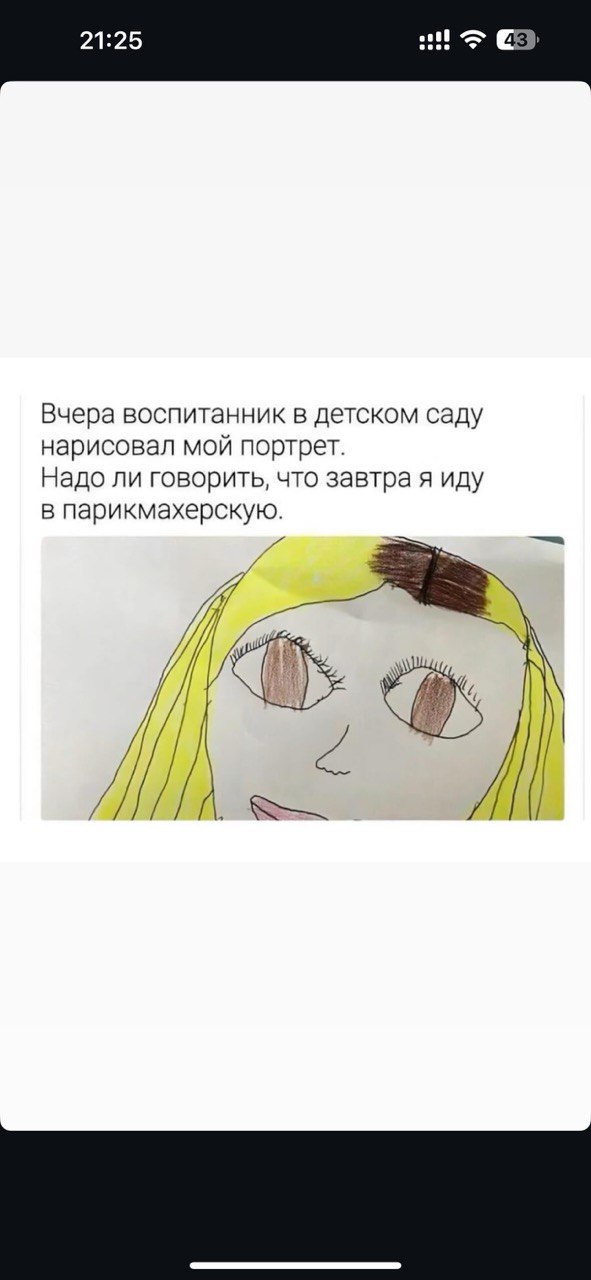 21:25
43
Вчера воспитанник в детском саду
нарисовал мой портрет.
Надо ли говорить, что завтра я иду
в парикмахерскую.